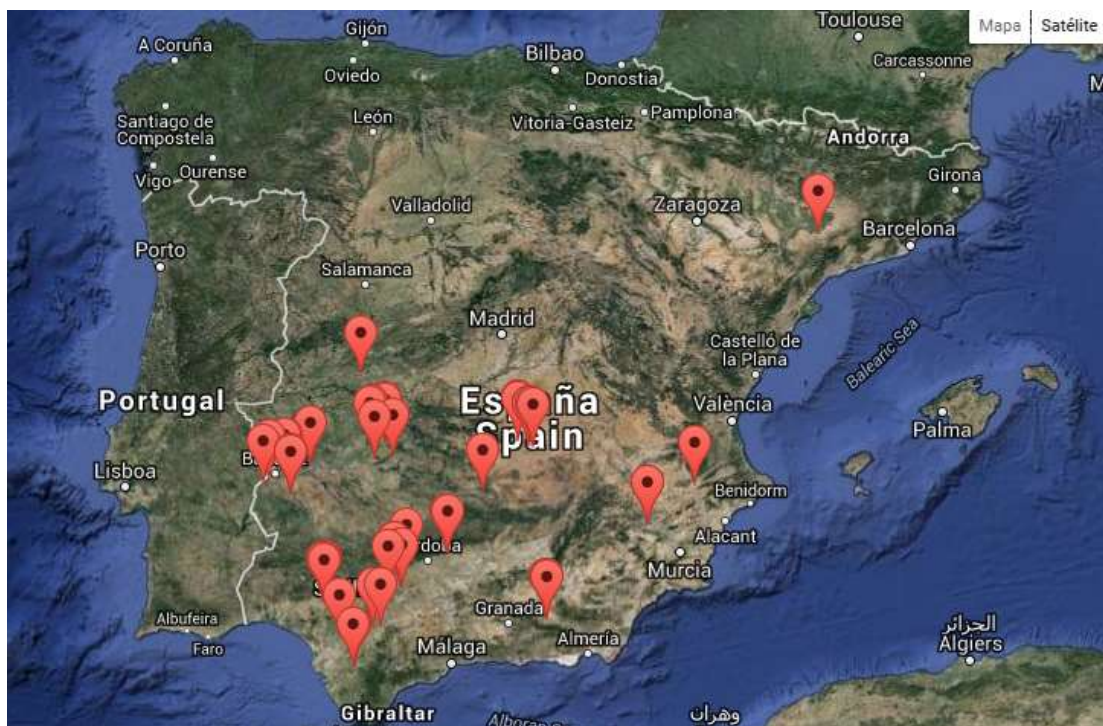 Toulouse
Mapa
Satélite
Gijón
A Coruña
Bilbao
Carcassonne
Oviedo
Donostia
M
León
Vitoria-Gasteiz
Pamplona
Santiago de
Compostela
Andorra
Vigo
Ourense
Girona
Valladolid
Zaragoza
Barcelona
Porto
Salamanca
Madrid
Castelló de
la Plana
Balearic Sea
Portugal
España
Spain
València
Palma
Lisboa
Benidorm
Alacant
Murcia
Granada
Albufeira
Faro
Málaga
Almería
الجزائر
Algiers
Gibraltar
وهران